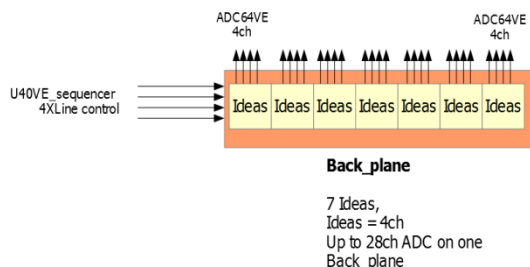 ADC64VE
4ch
ADC64VE
4ch
U40VE_sequencer
4XLine control
Ideas Ideas Ideas Ideas Ideas Ideas Ideas
Back_plane
7 Ideas,
Ideas = 4ch
Up to 28ch ADC on one
Back_plane